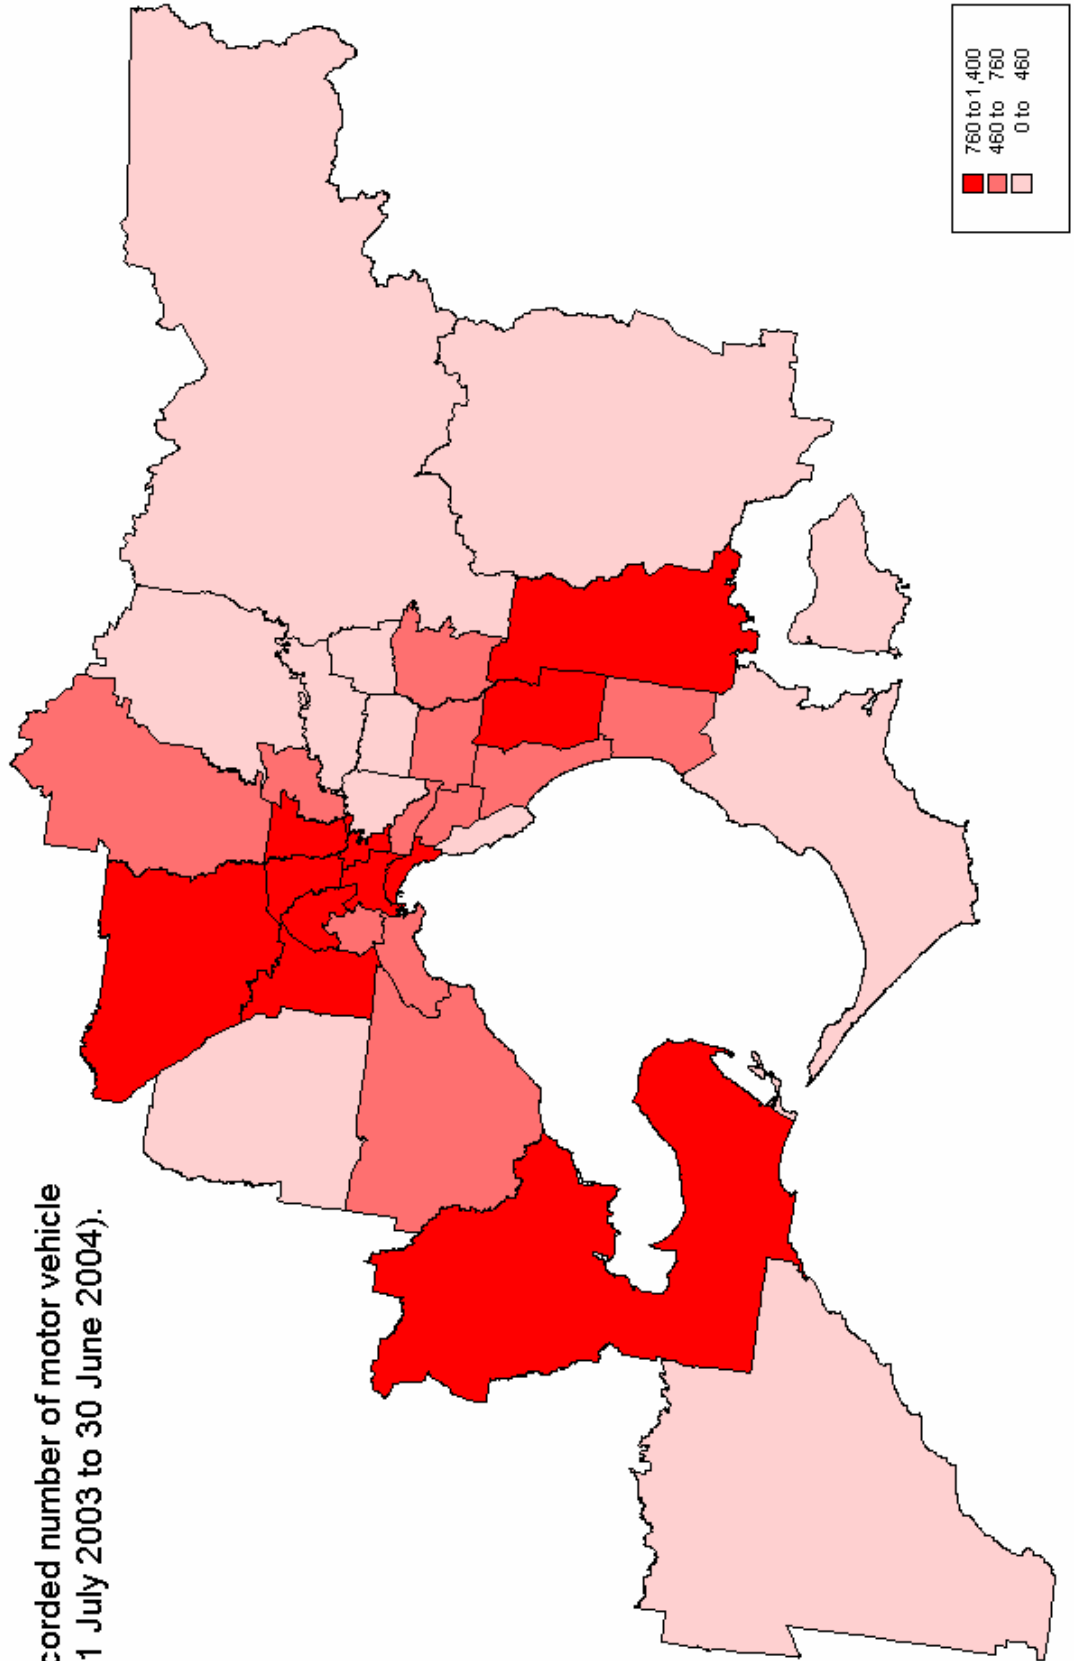 corded number of motor vehicle
1 July 2003 to 30 June 2004).
760 to 1,400
460 to 760
0 to 460